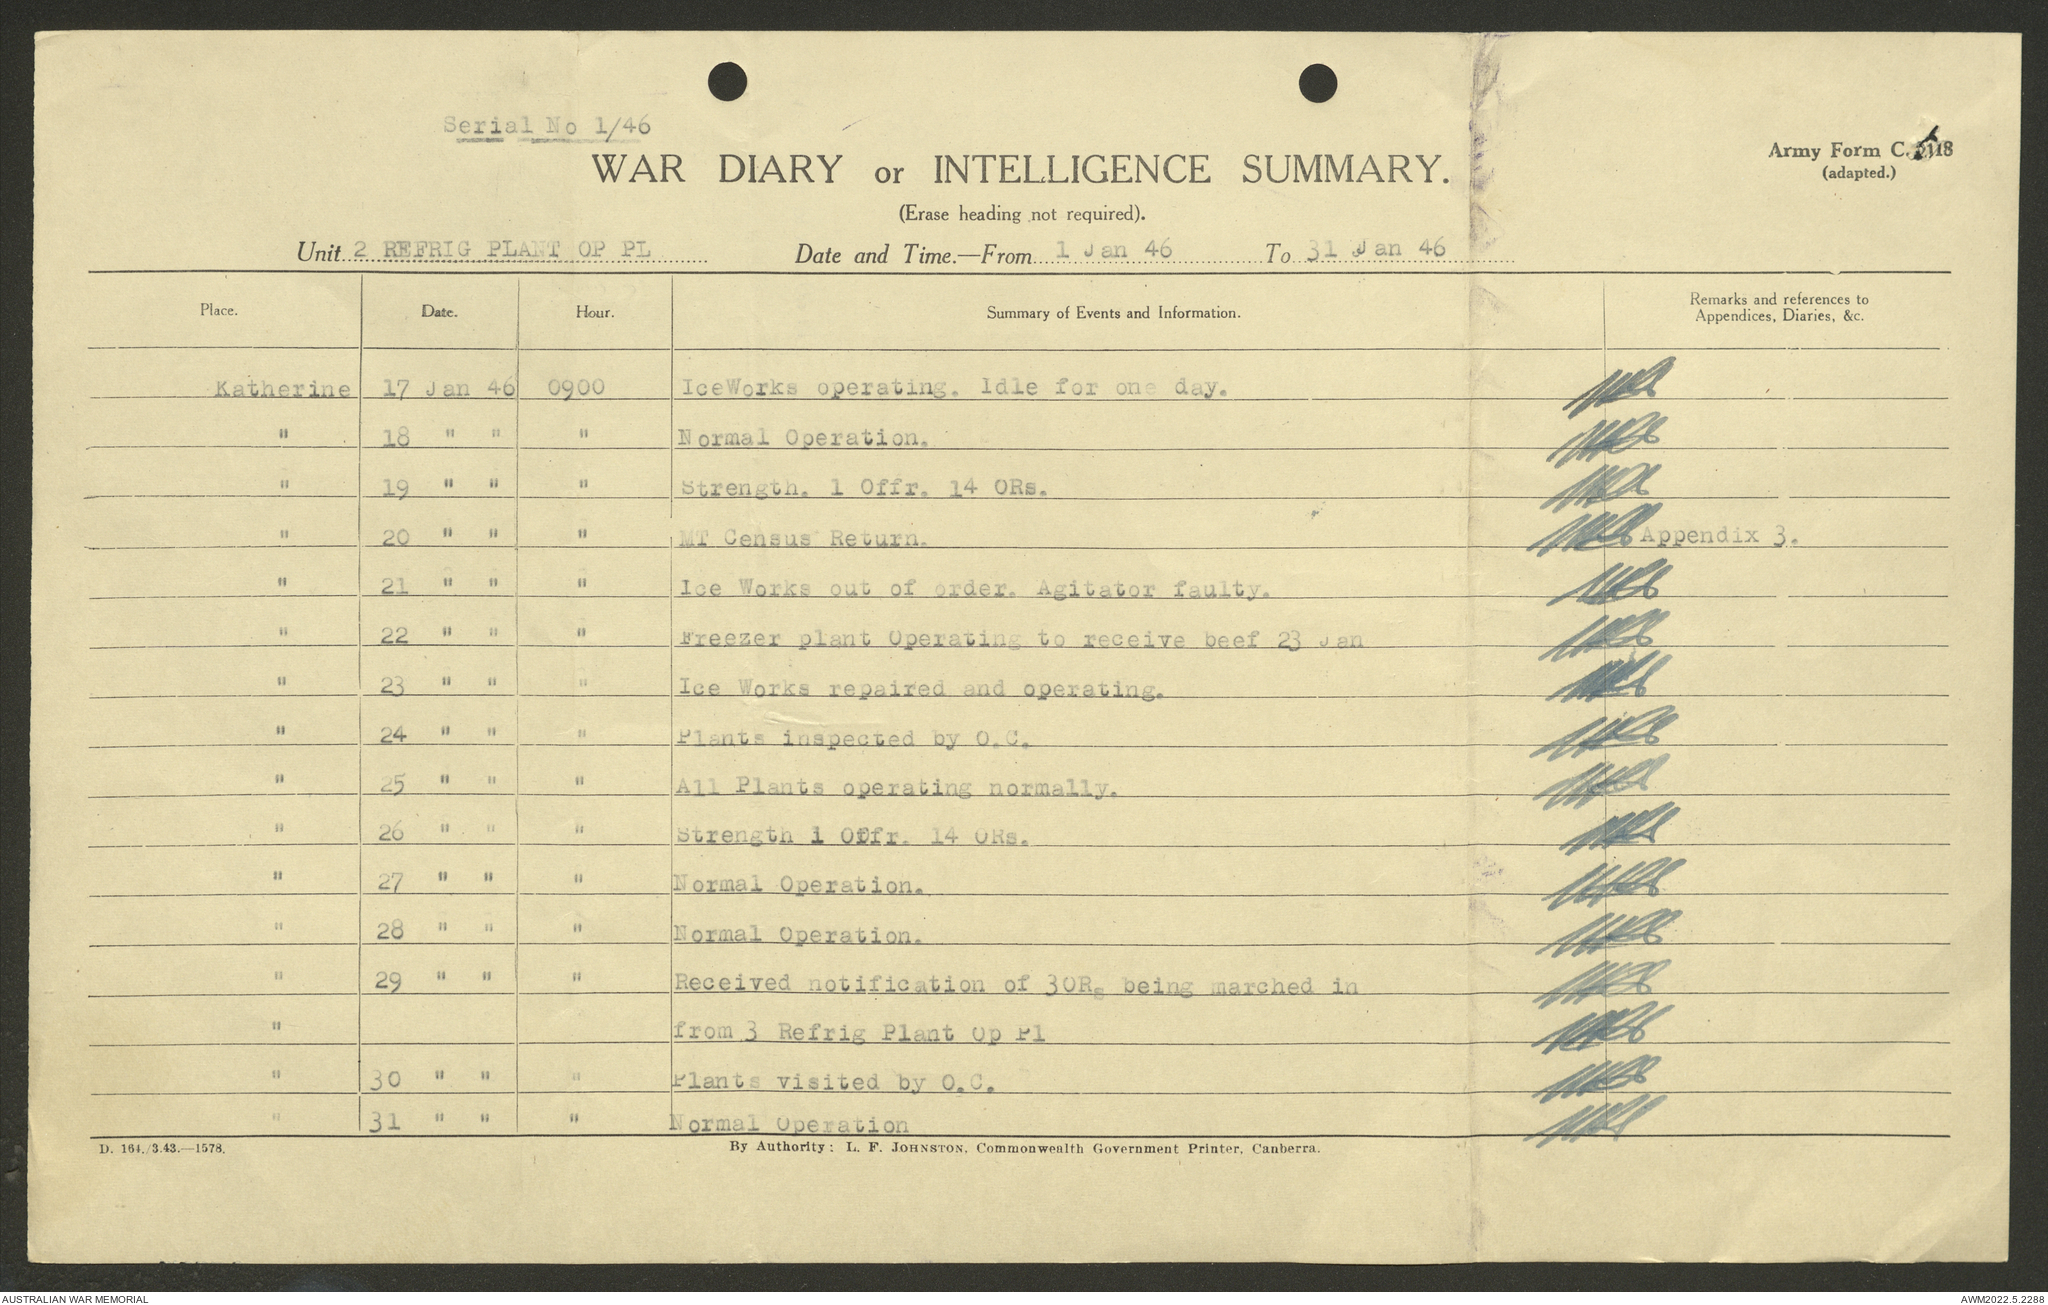 Serial No 1/46
WAR DIARY or INTELLIGENCE SUMMARY.
Army Form C. 118
(adapted.)
(Erase heading not required).
Unit 2 REFRIG PLANT OP PL Date and Time.—From 1 Jan 46 To 31 Jan 46
Place. Date. Hour. Summary of Events and Information. Remarks and references to Appendices, Diaries, &c.
Katherine 17 Jan 46 0900 IceWorks operating. Idle for one day.
" 18 " " " Normal Operation.
" 19 " " " Strength. 1 Offr. 14 ORs.
" 20 " " " MT Census Return. Appendix 3.
" 21 " " " Ice Works out of order. Agitator faulty.
" 22 " " " Freezer plant Operating to receive beef 23 Jan
" 23 " " " Ice Works repaired and operating.
" 24 " " " Plants inspected by O.C.
" 25 " " " All Plants operating normally.
" 26 " " " Strength 1 Offr. 14 ORs.
" 27 " " " Normal Operation.
" 28 " " " Normal Operation.
" 29 " " " Received notification of 3ORs being marched in
" from 3 Refrig Plant Op Pl
" 30 " " " Plants visited by O.C.
" 31 " " " Normal Operation
D. 164./3.43.—1578. By Authority: L. F. JOHNSTON, Commonwealth Government Printer, Canberra.
AUSTRALIAN WAR MEMORIAL AWM2022.5.2288